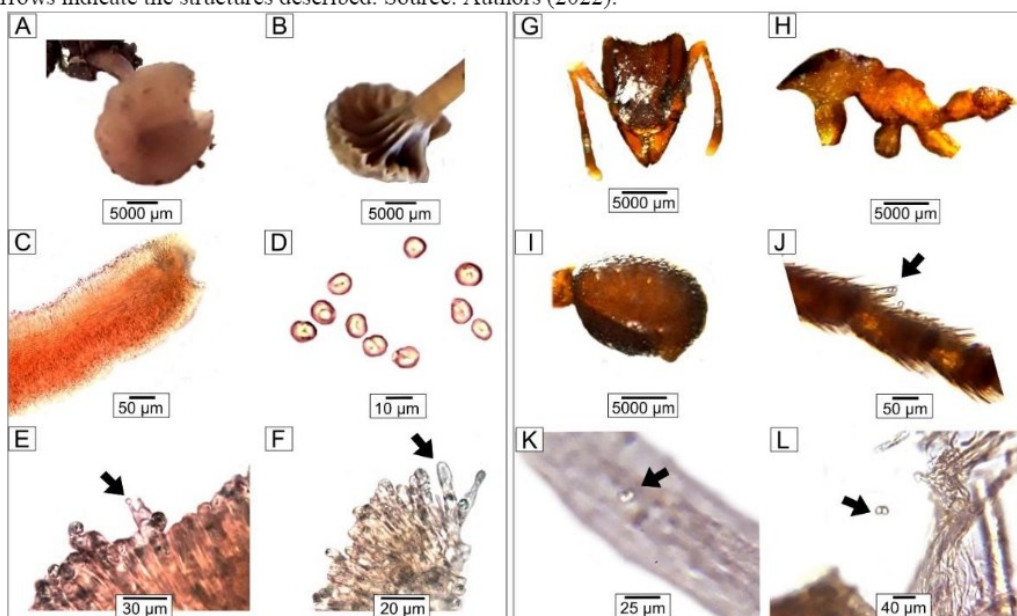 rrows indicate the structures described. Source: Authors (2022).
A B G H
5000 µm 5000 µm 5000 µm 5000 µm
C D I J
50 µm 10 µm 5000 µm 50 µm
E F K L
30 µm 20 µm 25 µm 40 µm